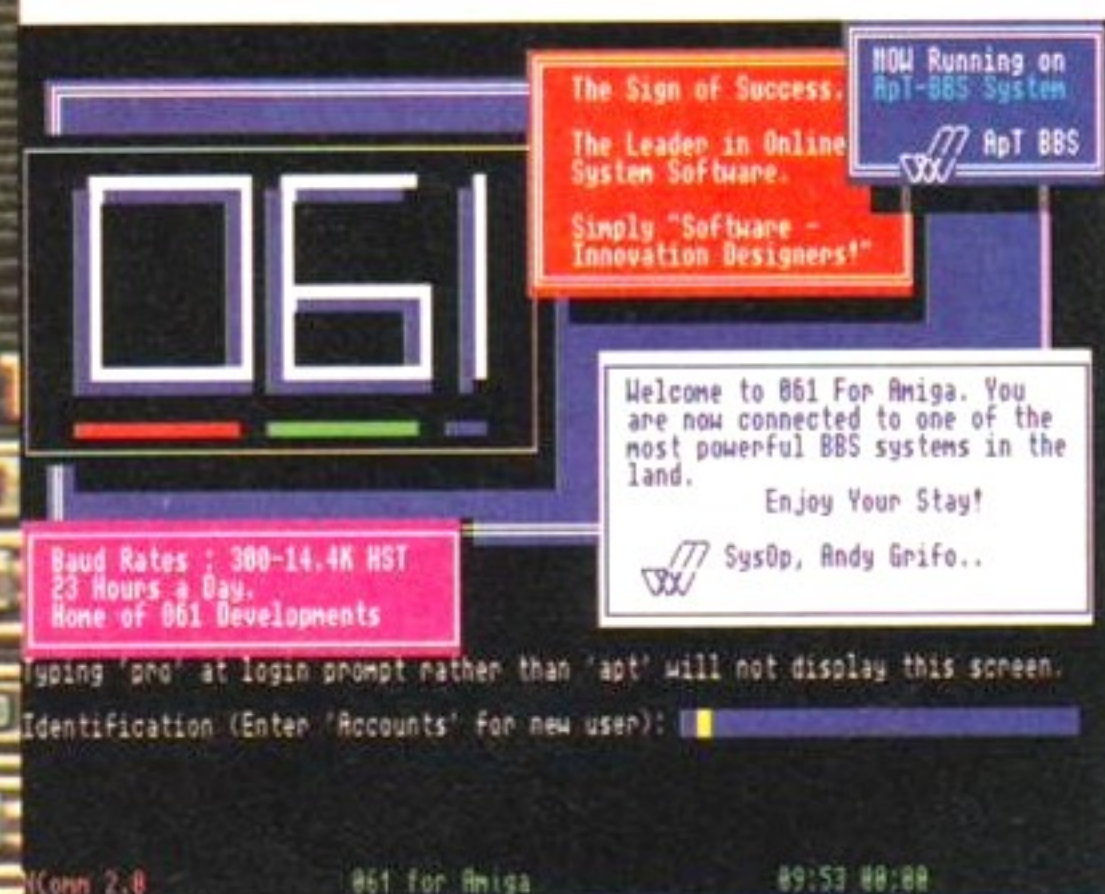 061
The Sign of Success.
The Leader in Online
System Software.
Simply "Software -
Innovation Designers!"
NOW Running on
ApT-BBS System
ApT BBS
Welcome to 061 For Amiga. You
are now connected to one of the
most powerful BBS systems in the
land.
Enjoy Your Stay!
SysOp, Andy Grifo..
Baud Rates : 300-14.4K HST
23 Hours a Day.
Home of 061 Developments
Typing 'pro' at login prompt rather than 'apt' will not display this screen.
Identification (Enter 'Accounts' for new user):
NComm 2.0
061 for Amiga
09:53 00:00